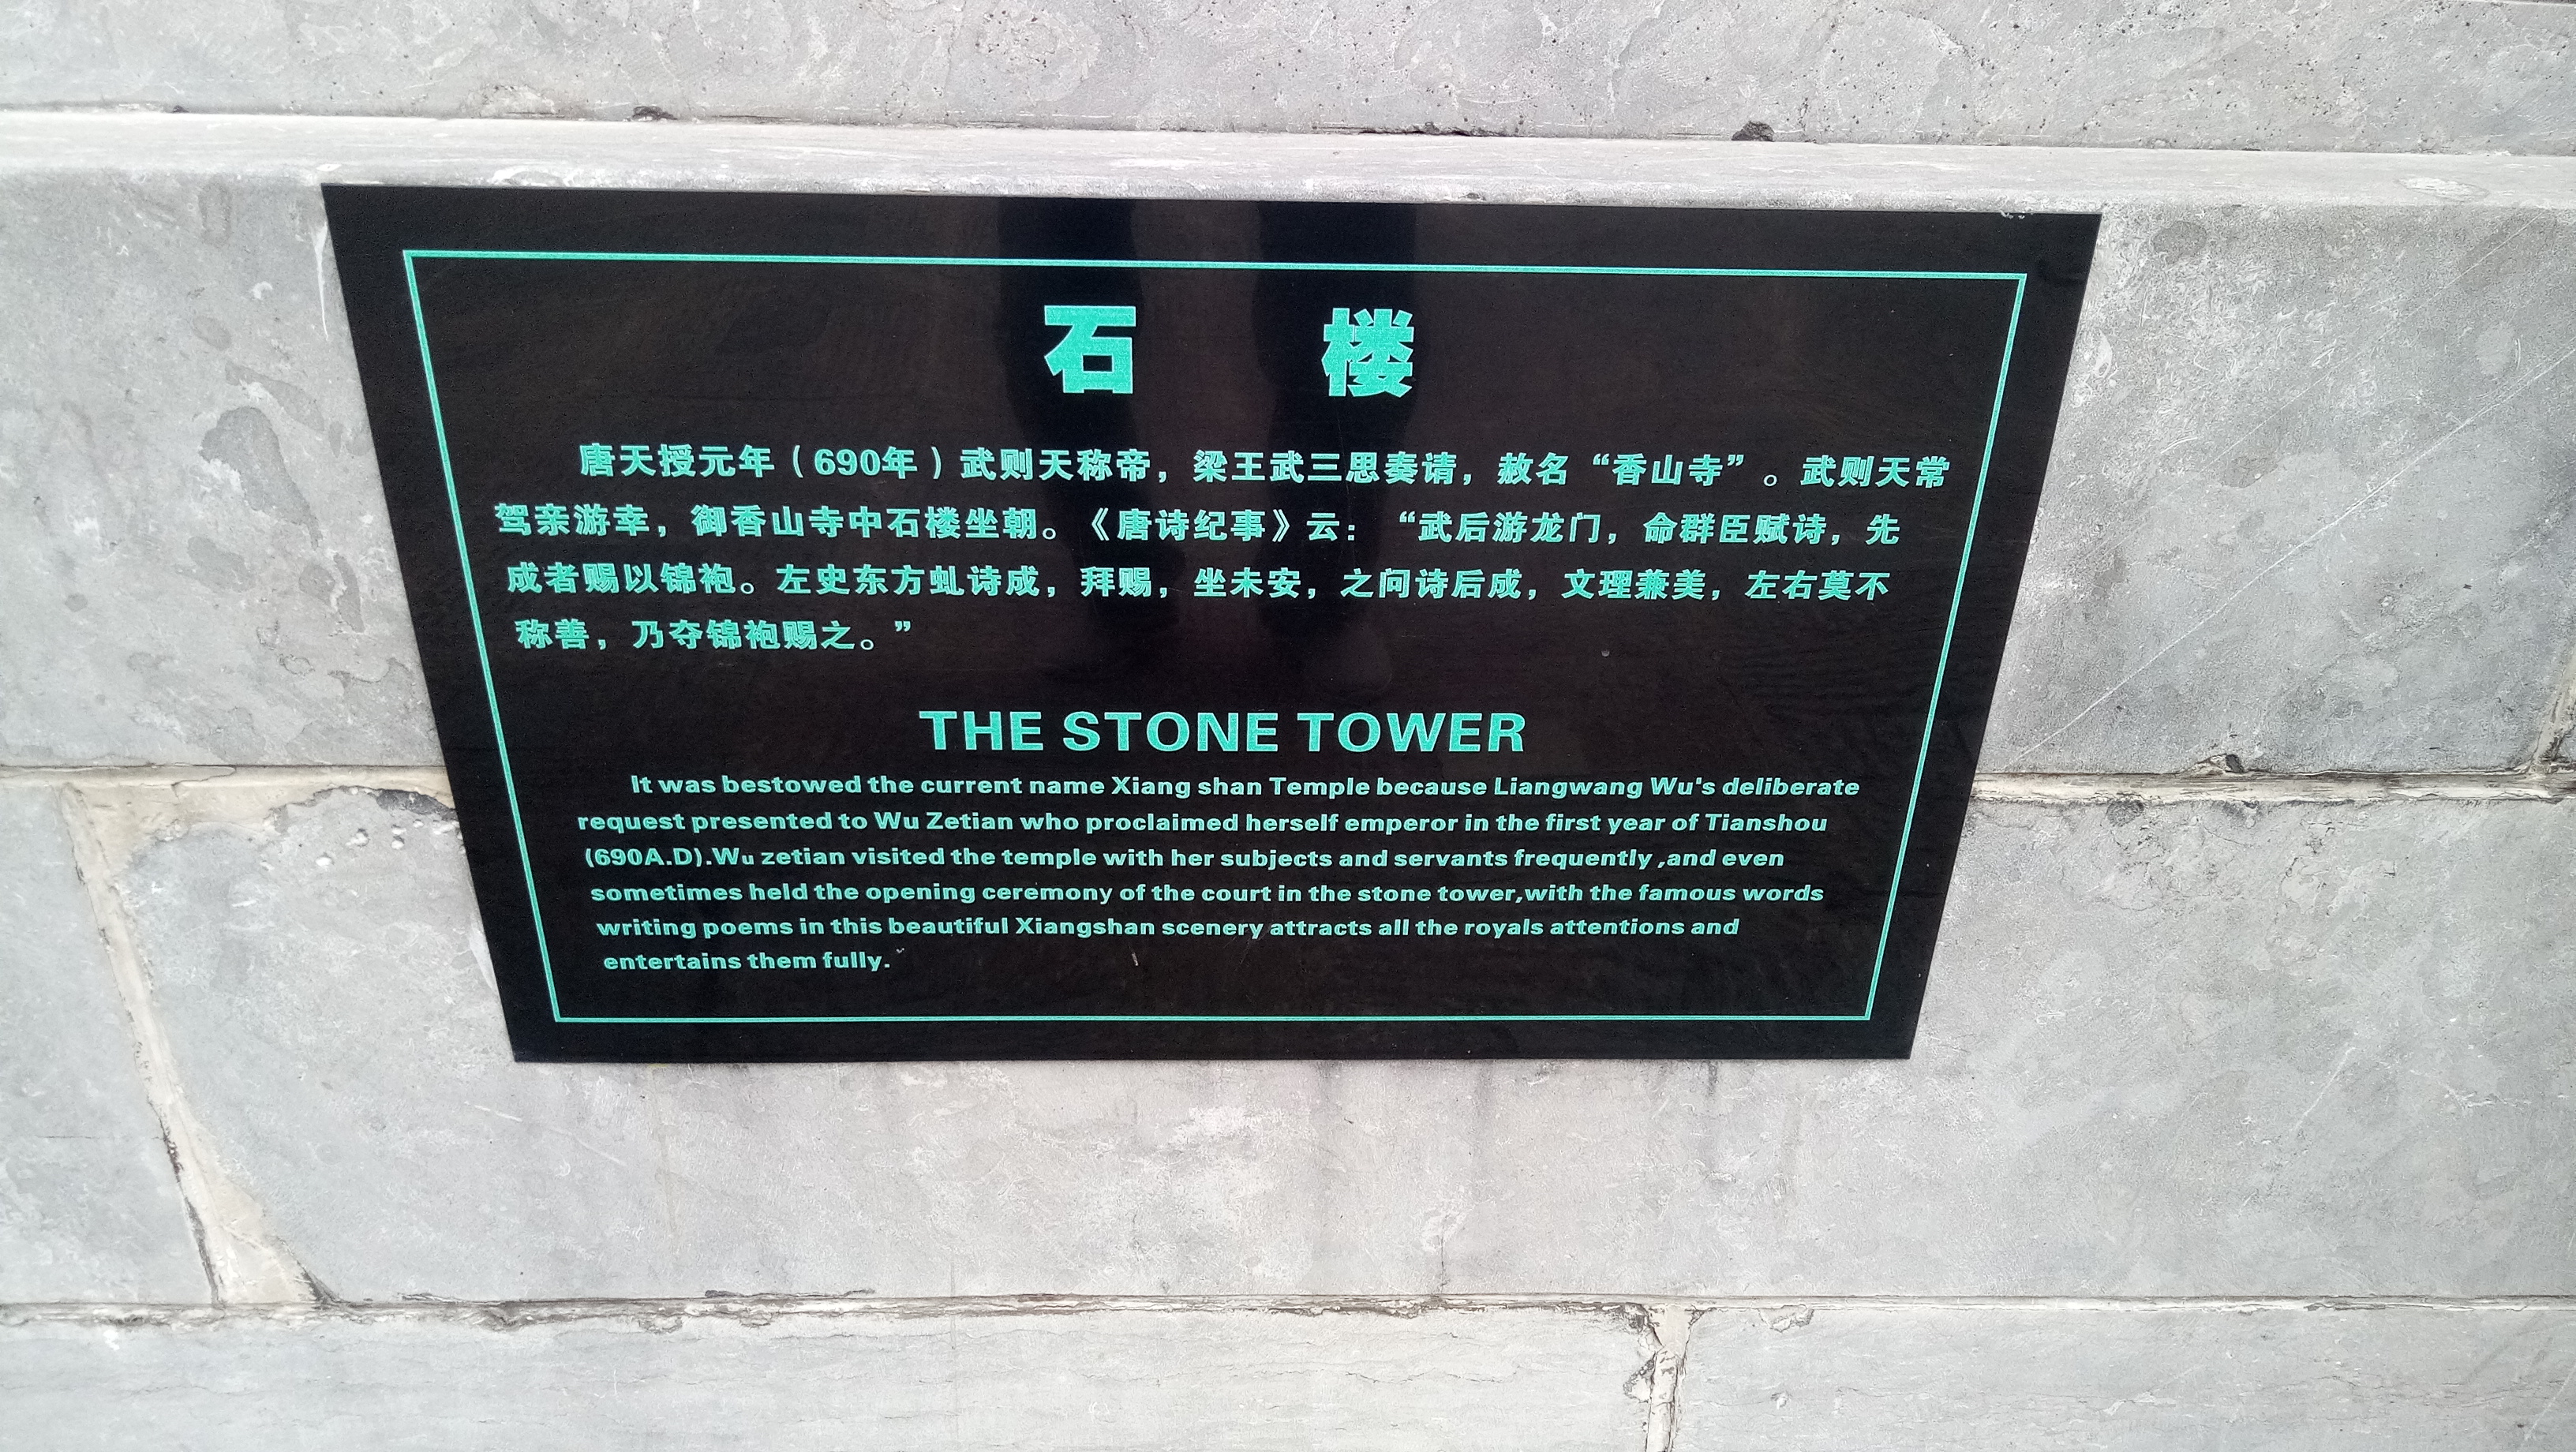 石 楼
唐天授元年（690年）武则天称帝，梁王武三思奏请，敕名“香山寺”。武则天常
驾亲游幸，御香山寺中石楼坐朝。《唐诗纪事》云：“武后游龙门，命群臣赋诗，先
成者赐以锦袍。左史东方虬诗成，拜赐，坐未安，之问诗后成，文理兼美，左右莫不
称善，乃夺锦袍赐之。”
THE STONE TOWER
It was bestowed the current name Xiang shan Temple because Liangwang Wu's deliberate
request presented to Wu Zetian who proclaimed herself emperor in the first year of Tianshou
(690A.D).Wu zetian visited the temple with her subjects and servants frequently ,and even
sometimes held the opening ceremony of the court in the stone tower,with the famous words
writing poems in this beautiful Xiangshan scenery attracts all the royals attentions and
entertains them fully.